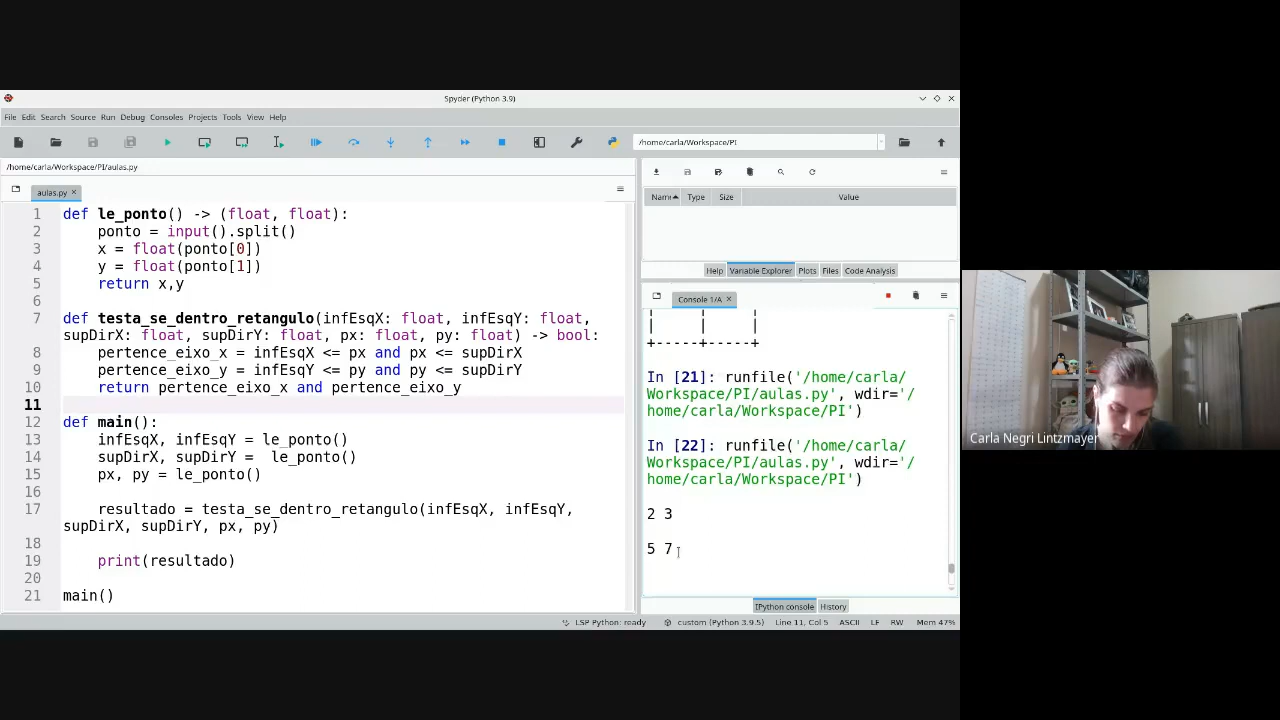 Spyder (Python 3.9)
File Edit Search Source Run Debug Consoles Projects Tools View Help
/home/carla/Workspace/PI
/home/carla/Workspace/PI/aulas.py
aulas.py
1 def le_ponto() -> (float, float):
2 ponto = input().split()
3 x = float(ponto[0])
4 y = float(ponto[1])
5 return x,y
6
7 def testa_se_dentro_retangulo(infEsqX: float, infEsqY: float,
supDirX: float, supDirY: float, px: float, py: float) -> bool:
8 pertence_eixo_x = infEsqX <= px and px <= supDirX
9 pertence_eixo_y = infEsqY <= py and py <= supDirY
10 return pertence_eixo_x and pertence_eixo_y
11
12 def main():
13 infEsqX, infEsqY = le_ponto()
14 supDirX, supDirY =  le_ponto()
15 px, py = le_ponto()
16
17 resultado = testa_se_dentro_retangulo(infEsqX, infEsqY,
supDirX, supDirY, px, py)
18
19 print(resultado)
20
21 main()
Name Type Size Value
Help Variable Explorer Plots Files Code Analysis
Console 1/A
| | |
| | |
+-----+-----+
In [21]: runfile('/home/carla/
Workspace/PI/aulas.py', wdir='/
home/carla/Workspace/PI')
In [22]: runfile('/home/carla/
Workspace/PI/aulas.py', wdir='/
home/carla/Workspace/PI')
2 3
5 7
IPython console History
LSP Python: ready custom (Python 3.9.5) Line 11, Col 5 ASCII LF RW Mem 47%
Carla Negri Lintzmayer